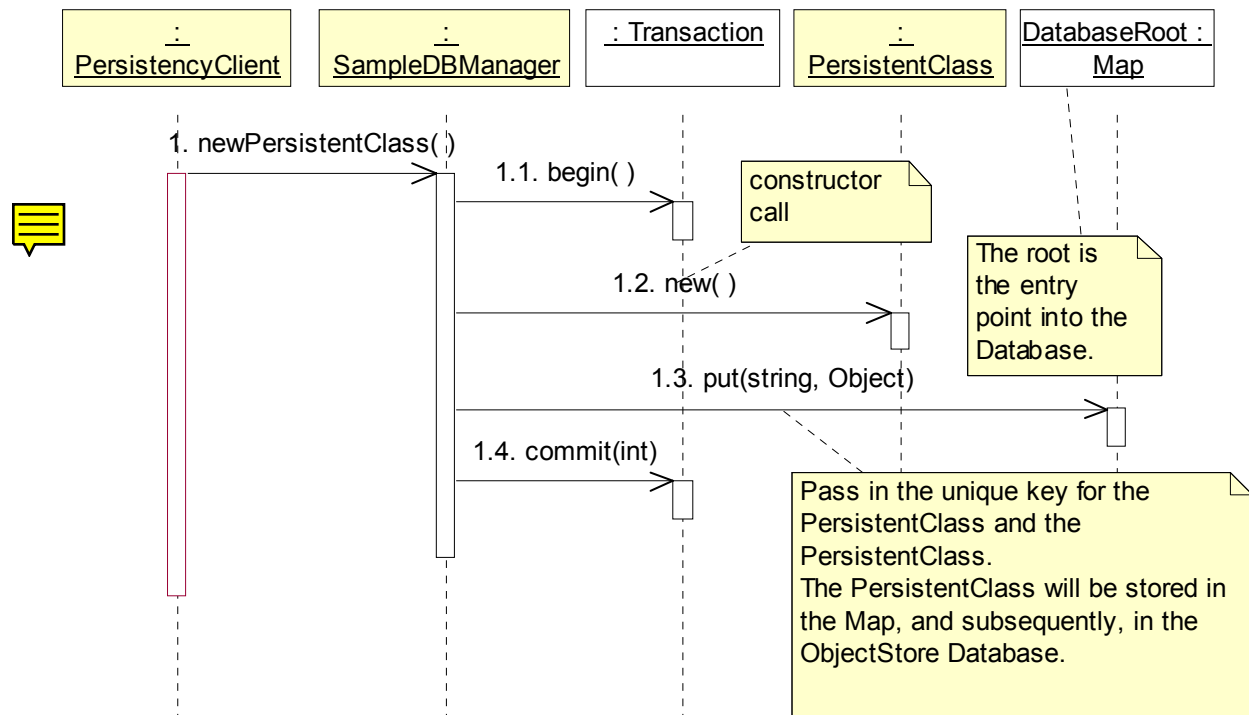 :
PersistencyClient
:
SampleDBManager
: Transaction
:
PersistentClass
DatabaseRoot :
Map
1. newPersistentClass( )
1.1. begin( )
constructor
call
1.2. new( )
The root is
the entry
point into the
Database.
1.3. put(string, Object)
1.4. commit(int)
Pass in the unique key for the
PersistentClass and the
PersistentClass.
The PersistentClass will be stored in
the Map, and subsequently, in the
ObjectStore Database.